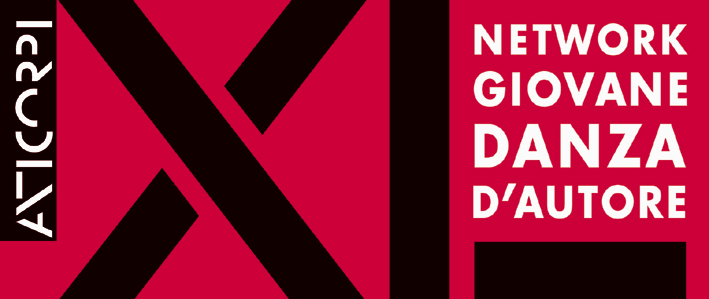 ANTICORPI
XL
NETWORK
GIOVANE
DANZA
D'AUTORE